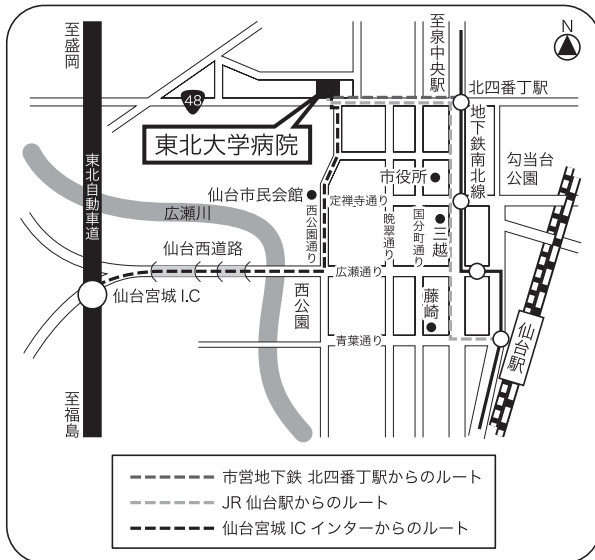 至盛岡
至泉中央駅
N
48
北四番丁駅
東北大学病院
地下鉄南北線
勾当台
公園
東北自動車道
市役所
仙台市民会館
定禅寺通り
広瀬川
西公園通り
晩翠通り
国分町通り
三越
仙台西道路
広瀬通り
仙台宮城 I.C
西公園
藤崎
青葉通り
仙台駅
至福島
市営地下鉄 北四番丁駅からのルート
JR 仙台駅からのルート
仙台宮城 IC インターからのルート